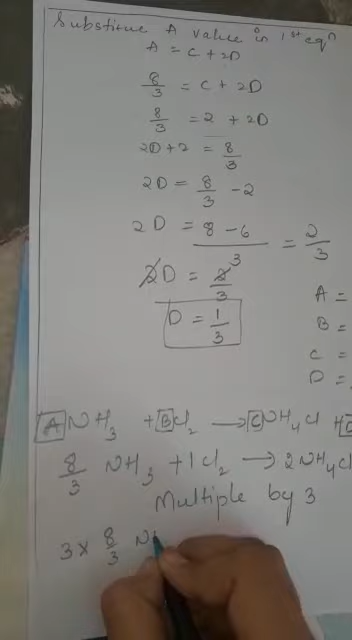 Substitue A value in 1st eqn
A = C + 2D
8/3 = C + 2D
8/3 = 2 + 2D
2D + 2 = 8/3
2D = 8/3 - 2
2D = 8 - 6 / 3 = 2/3
2D = 2/3
D = 1/3
A =
B =
C =
D =
A NH3 + B Cl2 → C NH4Cl +
8/3 NH3 + 1 Cl2 → 2 NH4Cl
Multiple by 3
3 × 8/3 N